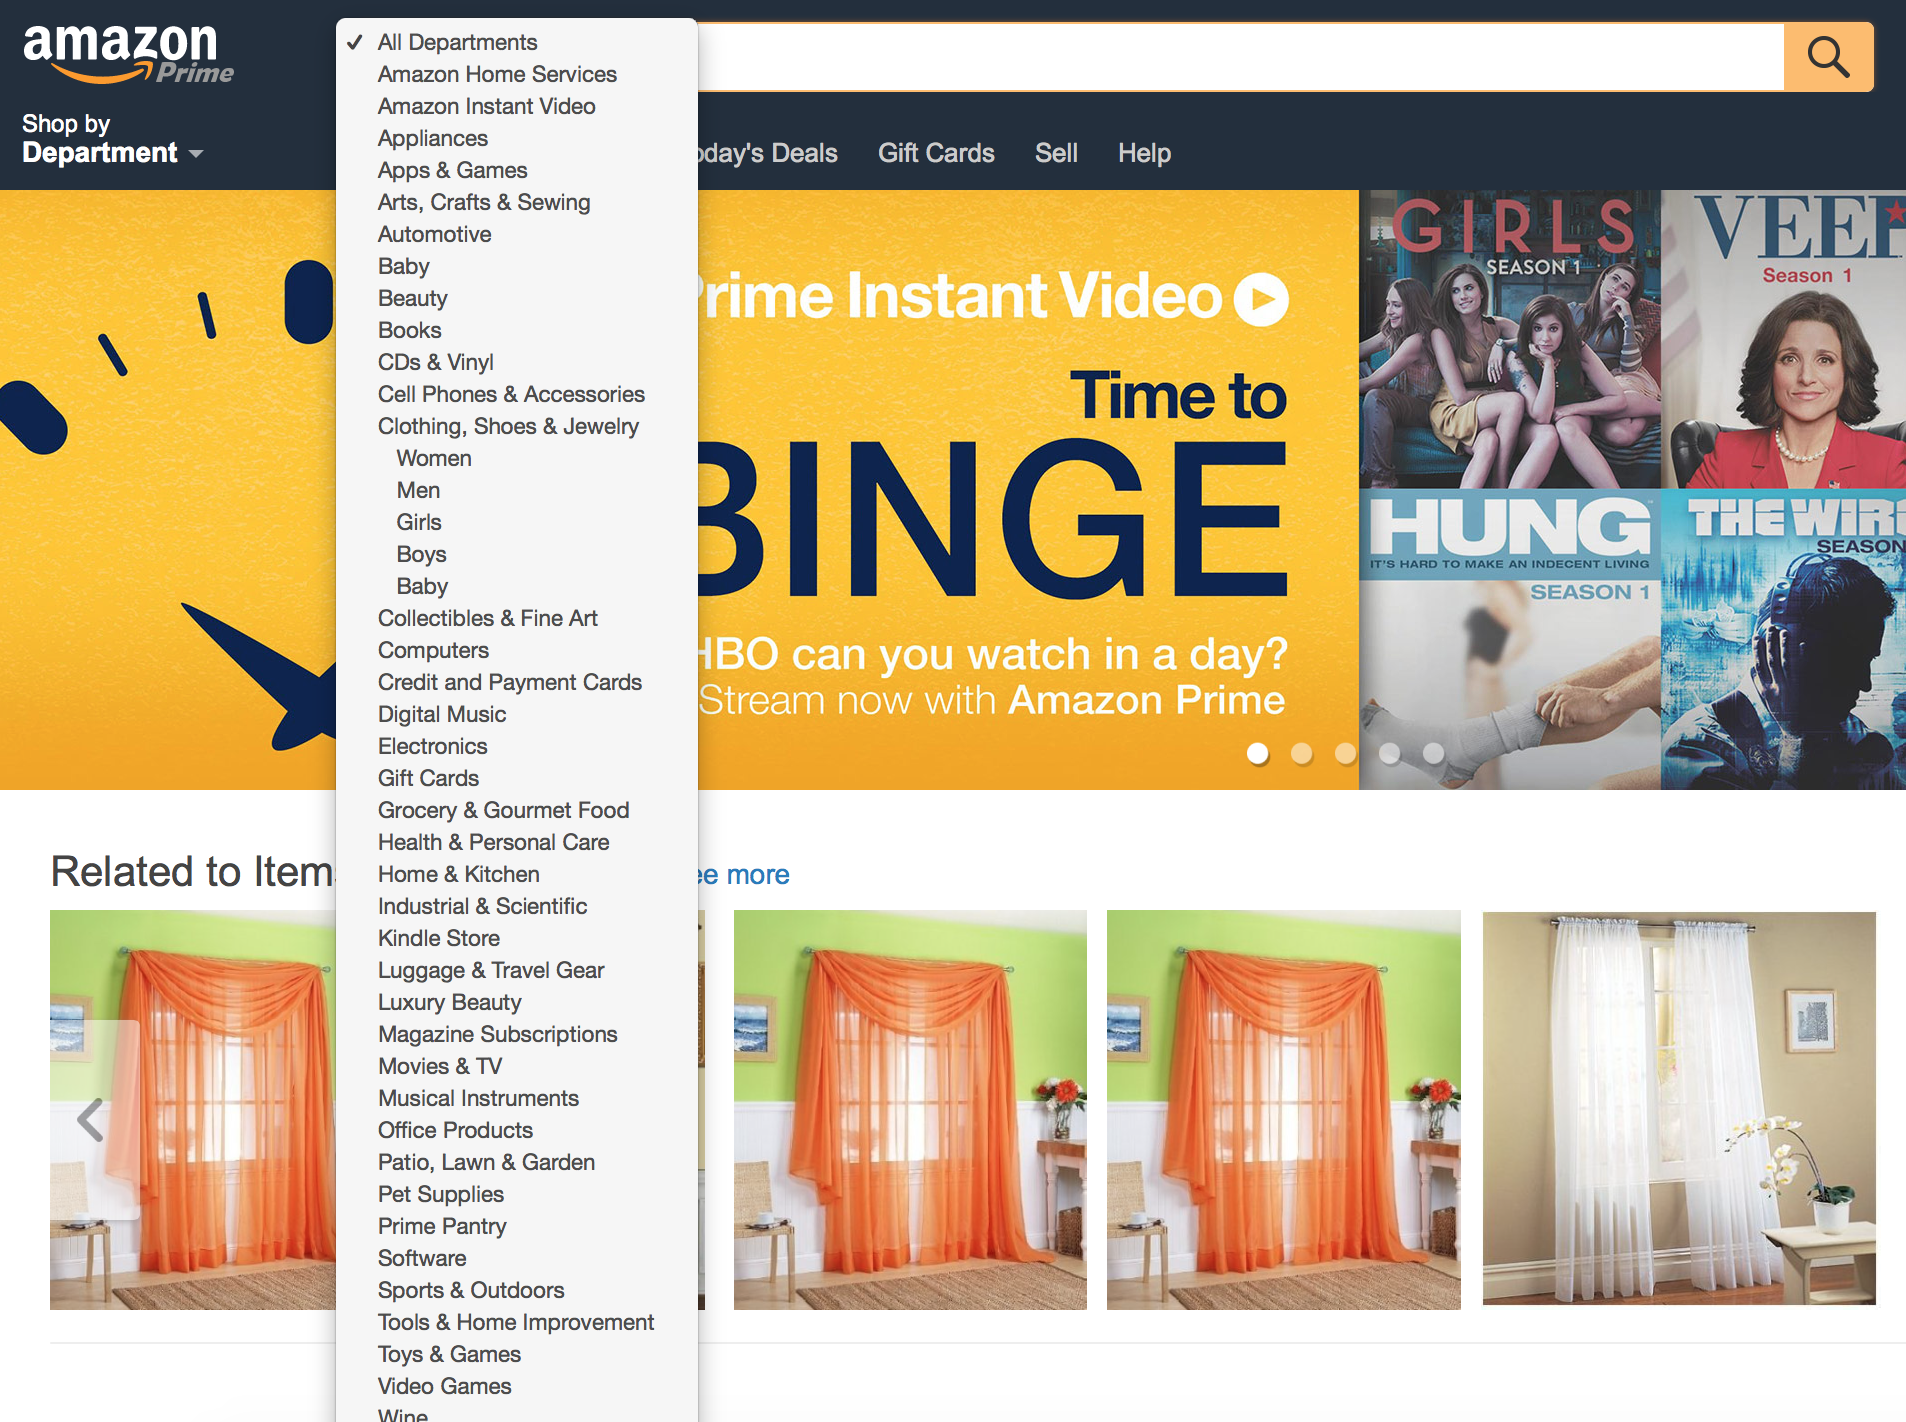 amazon
Prime
Shop by
Department
All Departments
Amazon Home Services
Amazon Instant Video
Appliances
Apps & Games
Arts, Crafts & Sewing
Automotive
Baby
Beauty
Books
CDs & Vinyl
Cell Phones & Accessories
Clothing, Shoes & Jewelry
Women
Men
Girls
Boys
Baby
Collectibles & Fine Art
Computers
Credit and Payment Cards
Digital Music
Electronics
Gift Cards
Grocery & Gourmet Food
Health & Personal Care
Home & Kitchen
Industrial & Scientific
Kindle Store
Luggage & Travel Gear
Luxury Beauty
Magazine Subscriptions
Movies & TV
Musical Instruments
Office Products
Patio, Lawn & Garden
Pet Supplies
Prime Pantry
Software
Sports & Outdoors
Tools & Home Improvement
Toys & Games
Video Games
Wine
oday's Deals Gift Cards Sell Help
Prime Instant Video
Time to
BINGE
HBO can you watch in a day?
Stream now with Amazon Prime
GIRLS
SEASON 1
VEEP
Season 1
HUNG
IT'S HARD TO MAKE AN INDECENT LIVING
SEASON 1
THE WIRE
SEASON
Related to Items
ee more